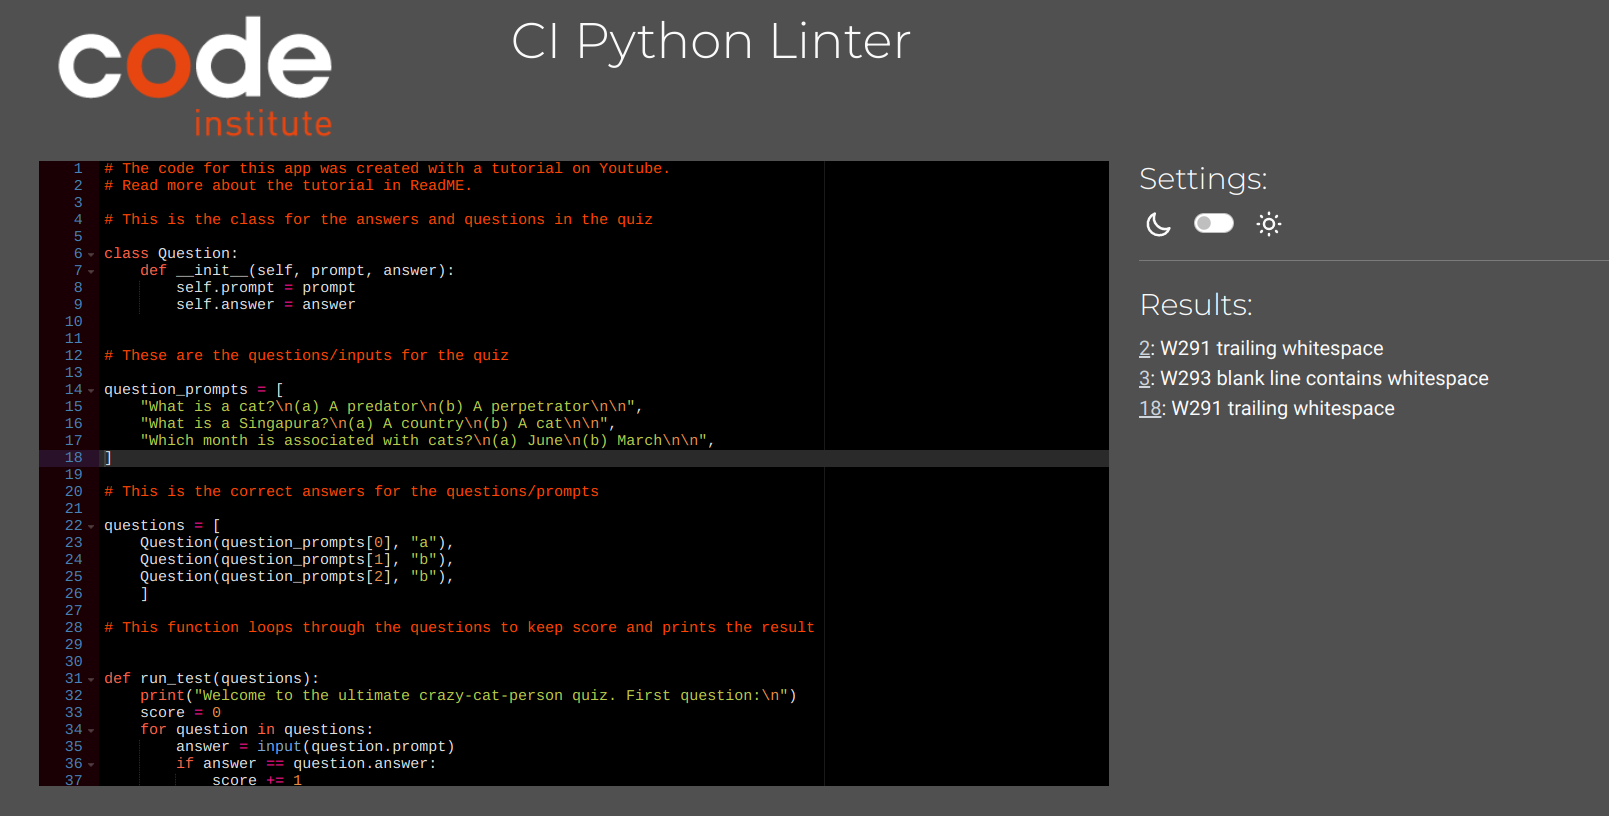 code
institute
CI Python Linter
1 # The code for this app was created with a tutorial on Youtube.
2 # Read more about the tutorial in ReadME.
3
4 # This is the class for the answers and questions in the quiz
5
6 class Question:
7     def __init__(self, prompt, answer):
8         self.prompt = prompt
9         self.answer = answer
10
11
12 # These are the questions/inputs for the quiz
13
14 question_prompts = [
15     "What is a cat?\n(a) A predator\n(b) A perpetrator\n\n",
16     "What is a Singapura?\n(a) A country\n(b) A cat\n\n",
17     "Which month is associated with cats?\n(a) June\n(b) March\n\n",
18 ]
19
20 # This is the correct answers for the questions/prompts
21
22 questions = [
23     Question(question_prompts[0], "a"),
24     Question(question_prompts[1], "b"),
25     Question(question_prompts[2], "b"),
26     ]
27
28 # This function loops through the questions to keep score and prints the result
29
30
31 def run_test(questions):
32     print("Welcome to the ultimate crazy-cat-person quiz. First question:\n")
33     score = 0
34     for question in questions:
35         answer = input(question.prompt)
36         if answer == question.answer:
37             score += 1
Settings:
Results:
2: W291 trailing whitespace
3: W293 blank line contains whitespace
18: W291 trailing whitespace